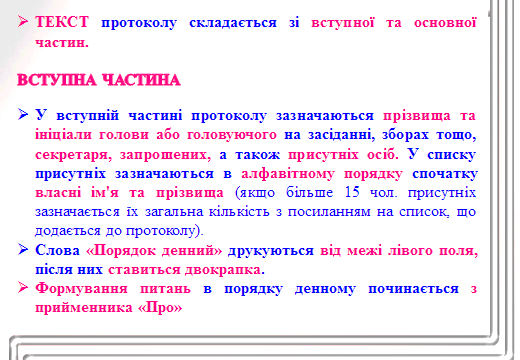 ➢ ТЕКСТ протоколу складається зі вступної та основної
частин.
ВСТУПНА ЧАСТИНА
➢ У вступній частині протоколу зазначаються прізвища та
ініціали голови або головуючого на засіданні, зборах тощо,
секретаря, запрошених, а також присутніх осіб. У списку
присутніх зазначаються в алфавітному порядку спочатку
власні ім'я та прізвища (якщо більше 15 чол. присутніх
зазначається їх загальна кількість з посиланням на список, що
додається до протоколу).
➢ Слова «Порядок денний» друкуються від межі лівого поля,
після них ставиться двокрапка.
➢ Формування питань в порядку денному починається з
прийменника «Про»